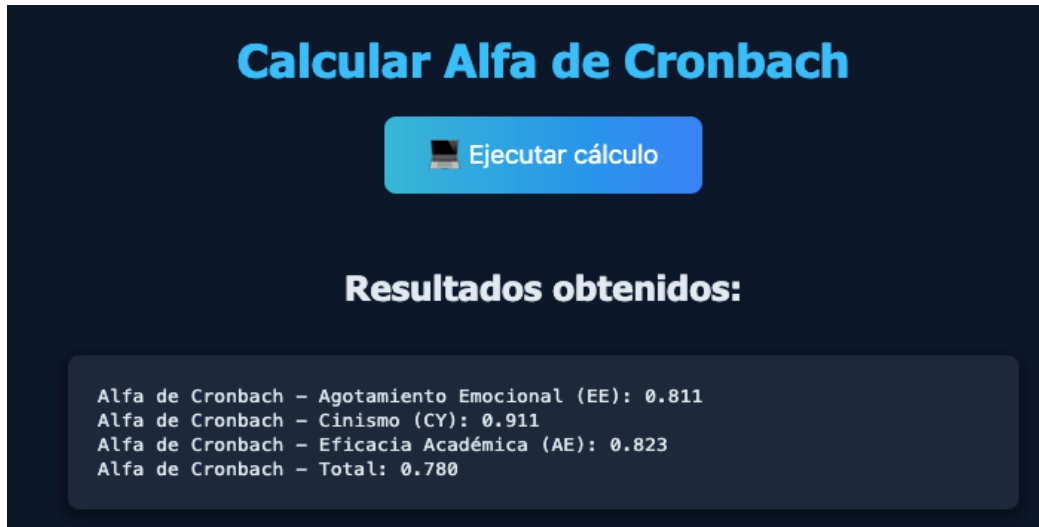 Calcular Alfa de Cronbach
Ejecutar cálculo
Resultados obtenidos:
Alfa de Cronbach – Agotamiento Emocional (EE): 0.811
Alfa de Cronbach – Cinismo (CY): 0.911
Alfa de Cronbach – Eficacia Académica (AE): 0.823
Alfa de Cronbach – Total: 0.780